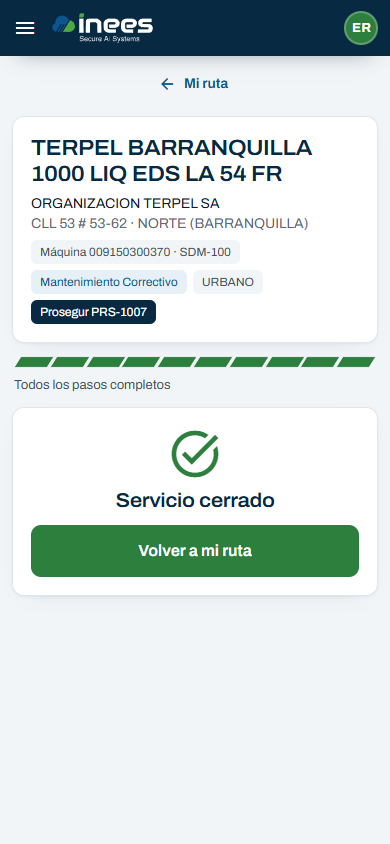 inees
Secure Ai Systems
ER
← Mi ruta
TERPEL BARRANQUILLA
1000 LIQ EDS LA 54 FR
ORGANIZACION TERPEL SA
CLL 53 # 53-62 · NORTE (BARRANQUILLA)
Máquina 009150300370 · SDM-100
Mantenimiento Correctivo URBANO
Prosegur PRS-1007
Todos los pasos completos
Servicio cerrado
Volver a mi ruta